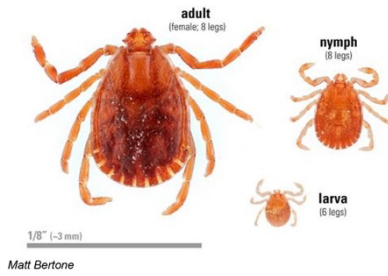 adult
(female; 8 legs)
nymph
(8 legs)
larva
(6 legs)
1/8" (~3 mm)
Matt Bertone